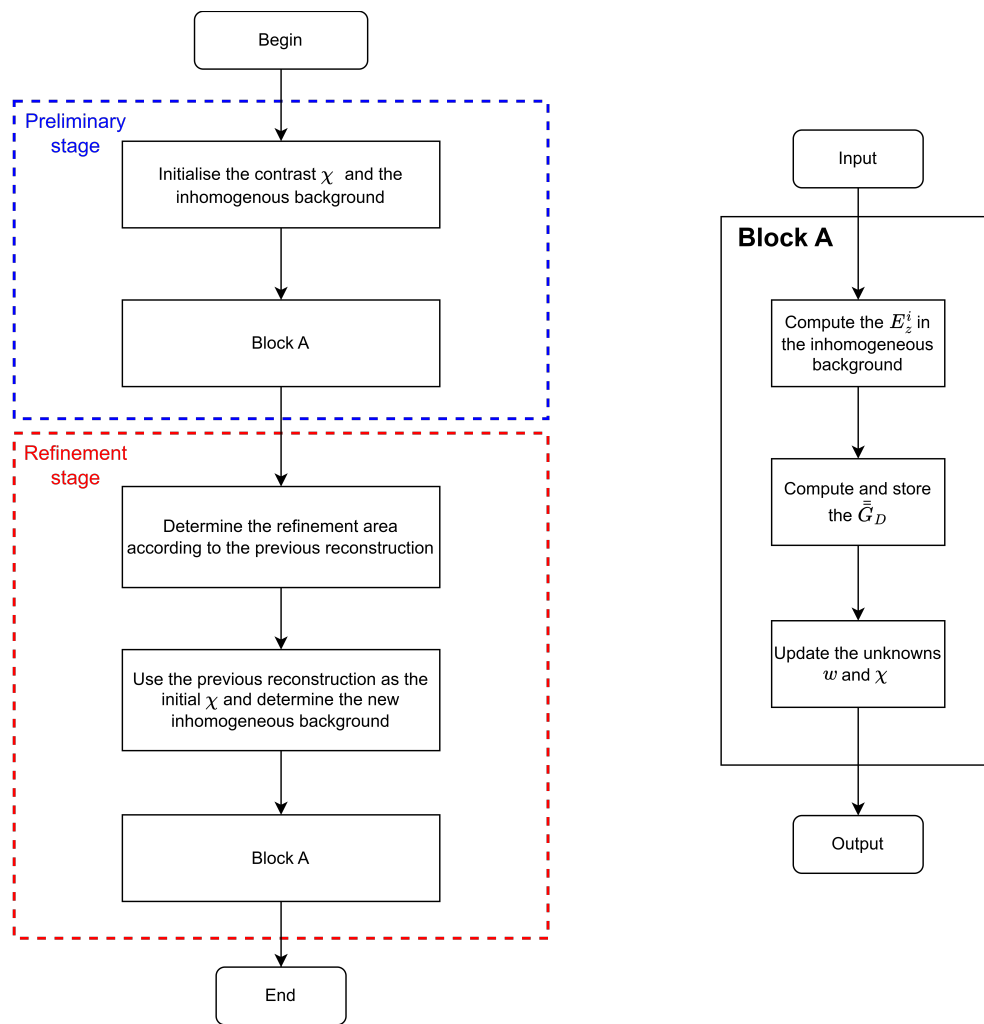 Begin
Preliminary
stage
Initialise the contrast χ and the
inhomogenous background
Block A
Refinement
stage
Determine the refinement area
according to the previous reconstruction
Use the previous reconstruction as the
initial χ and determine the new
inhomogeneous background
Block A
End
Input
Block A
Compute the $E_z^i$ in
the inhomogeneous
background
Compute and store
the $\bar{\bar{G}}_D$
Update the unknowns
w and χ
Output